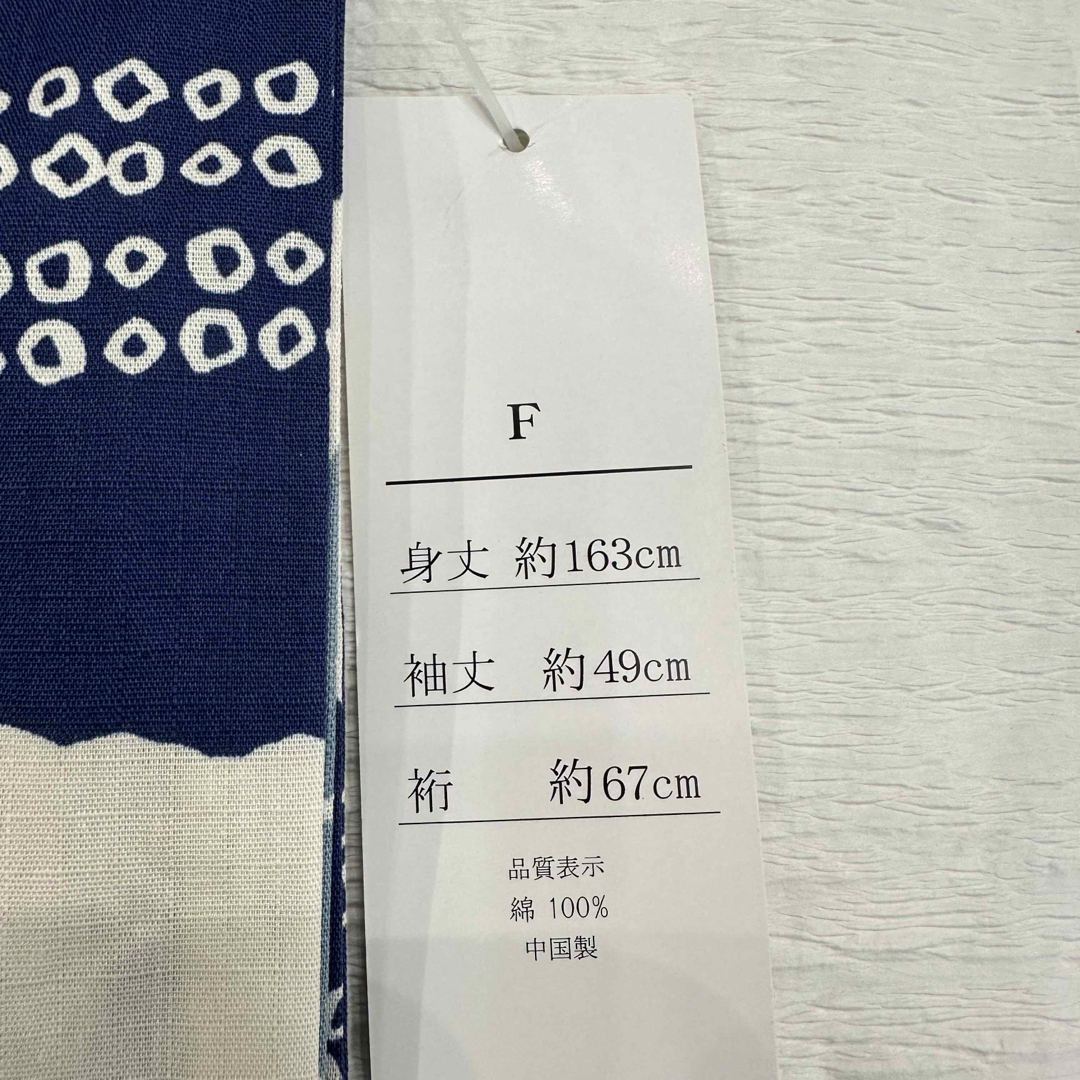 F
身丈 約163cm
袖丈 約49cm
裄 約67cm
品質表示
綿 100%
中国製